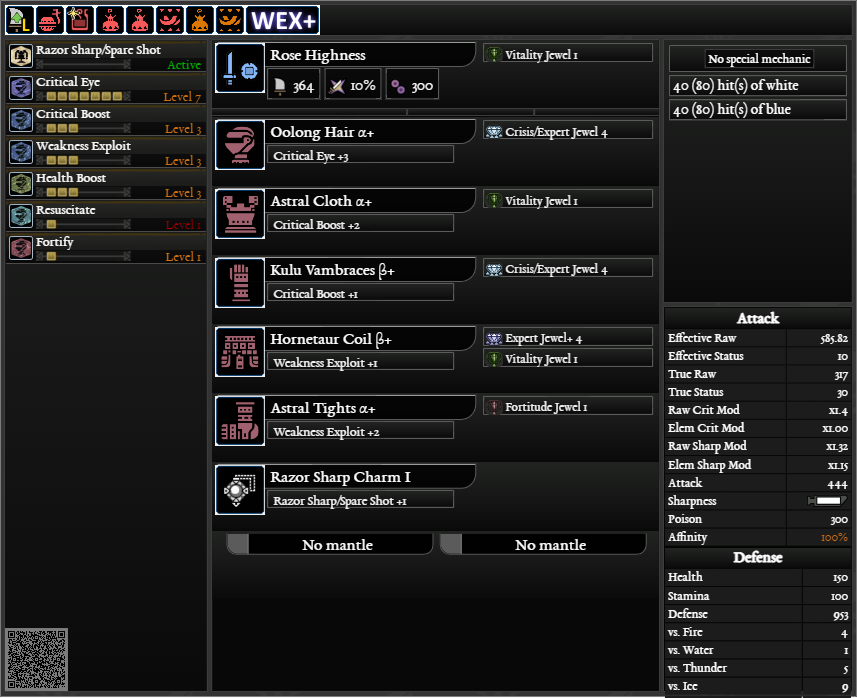 L
WEX+
Razor Sharp/Spare Shot
Active
Critical Eye
Level 7
Critical Boost
Level 3
Weakness Exploit
Level 3
Health Boost
Level 3
Resuscitate
Level 1
Fortify
Level 1
Rose Highness
364
10%
300
Vitality Jewel 1
Oolong Hair α+
Critical Eye +3
Crisis/Expert Jewel 4
Astral Cloth α+
Critical Boost +2
Vitality Jewel 1
Kulu Vambraces β+
Critical Boost +1
Crisis/Expert Jewel 4
Hornetaur Coil β+
Weakness Exploit +1
Expert Jewel+ 4
Vitality Jewel 1
Astral Tights α+
Weakness Exploit +2
Fortitude Jewel 1
Razor Sharp Charm I
Razor Sharp/Spare Shot +1
No mantle
No mantle
No special mechanic
40 (80) hit(s) of white
40 (80) hit(s) of blue
Attack
Effective Raw 585.82
Effective Status 10
True Raw 317
True Status 30
Raw Crit Mod x1.4
Elem Crit Mod x1.00
Raw Sharp Mod x1.32
Elem Sharp Mod x1.15
Attack 444
Sharpness
Poison 300
Affinity 100%
Defense
Health 150
Stamina 100
Defense 953
vs. Fire 4
vs. Water 1
vs. Thunder 5
vs. Ice 9